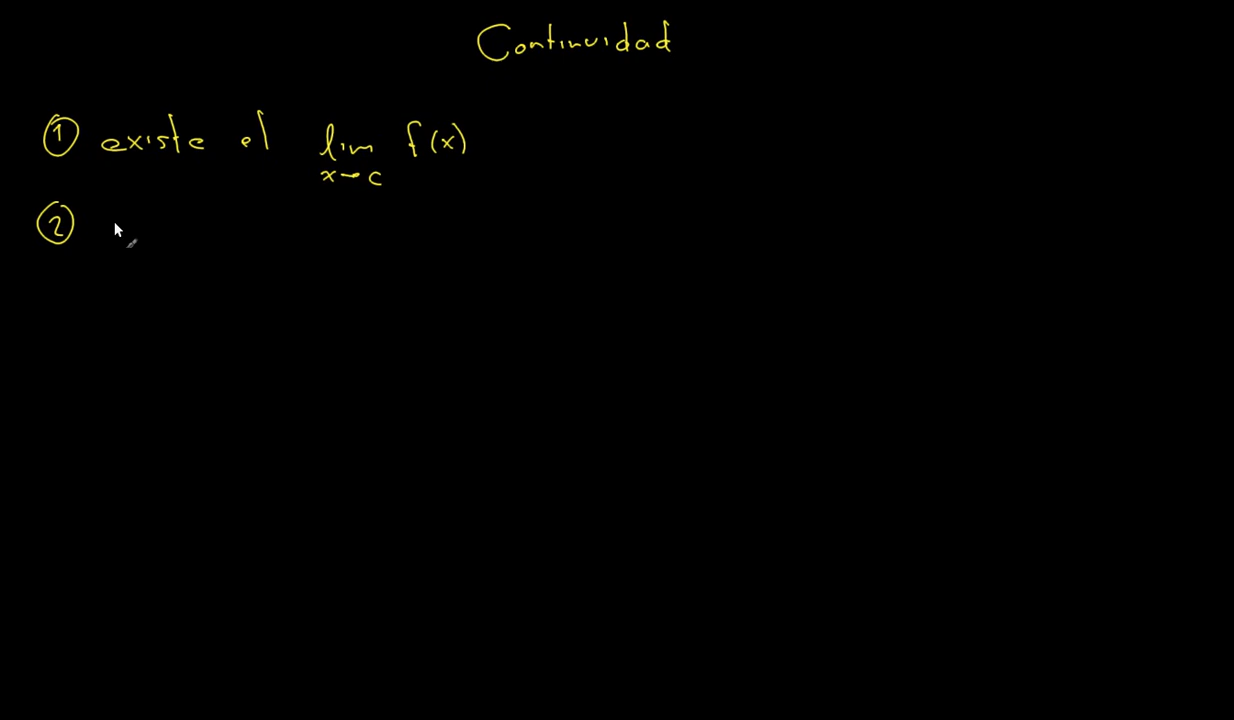 Continuidad
① existe el lim f(x)
x→c
②